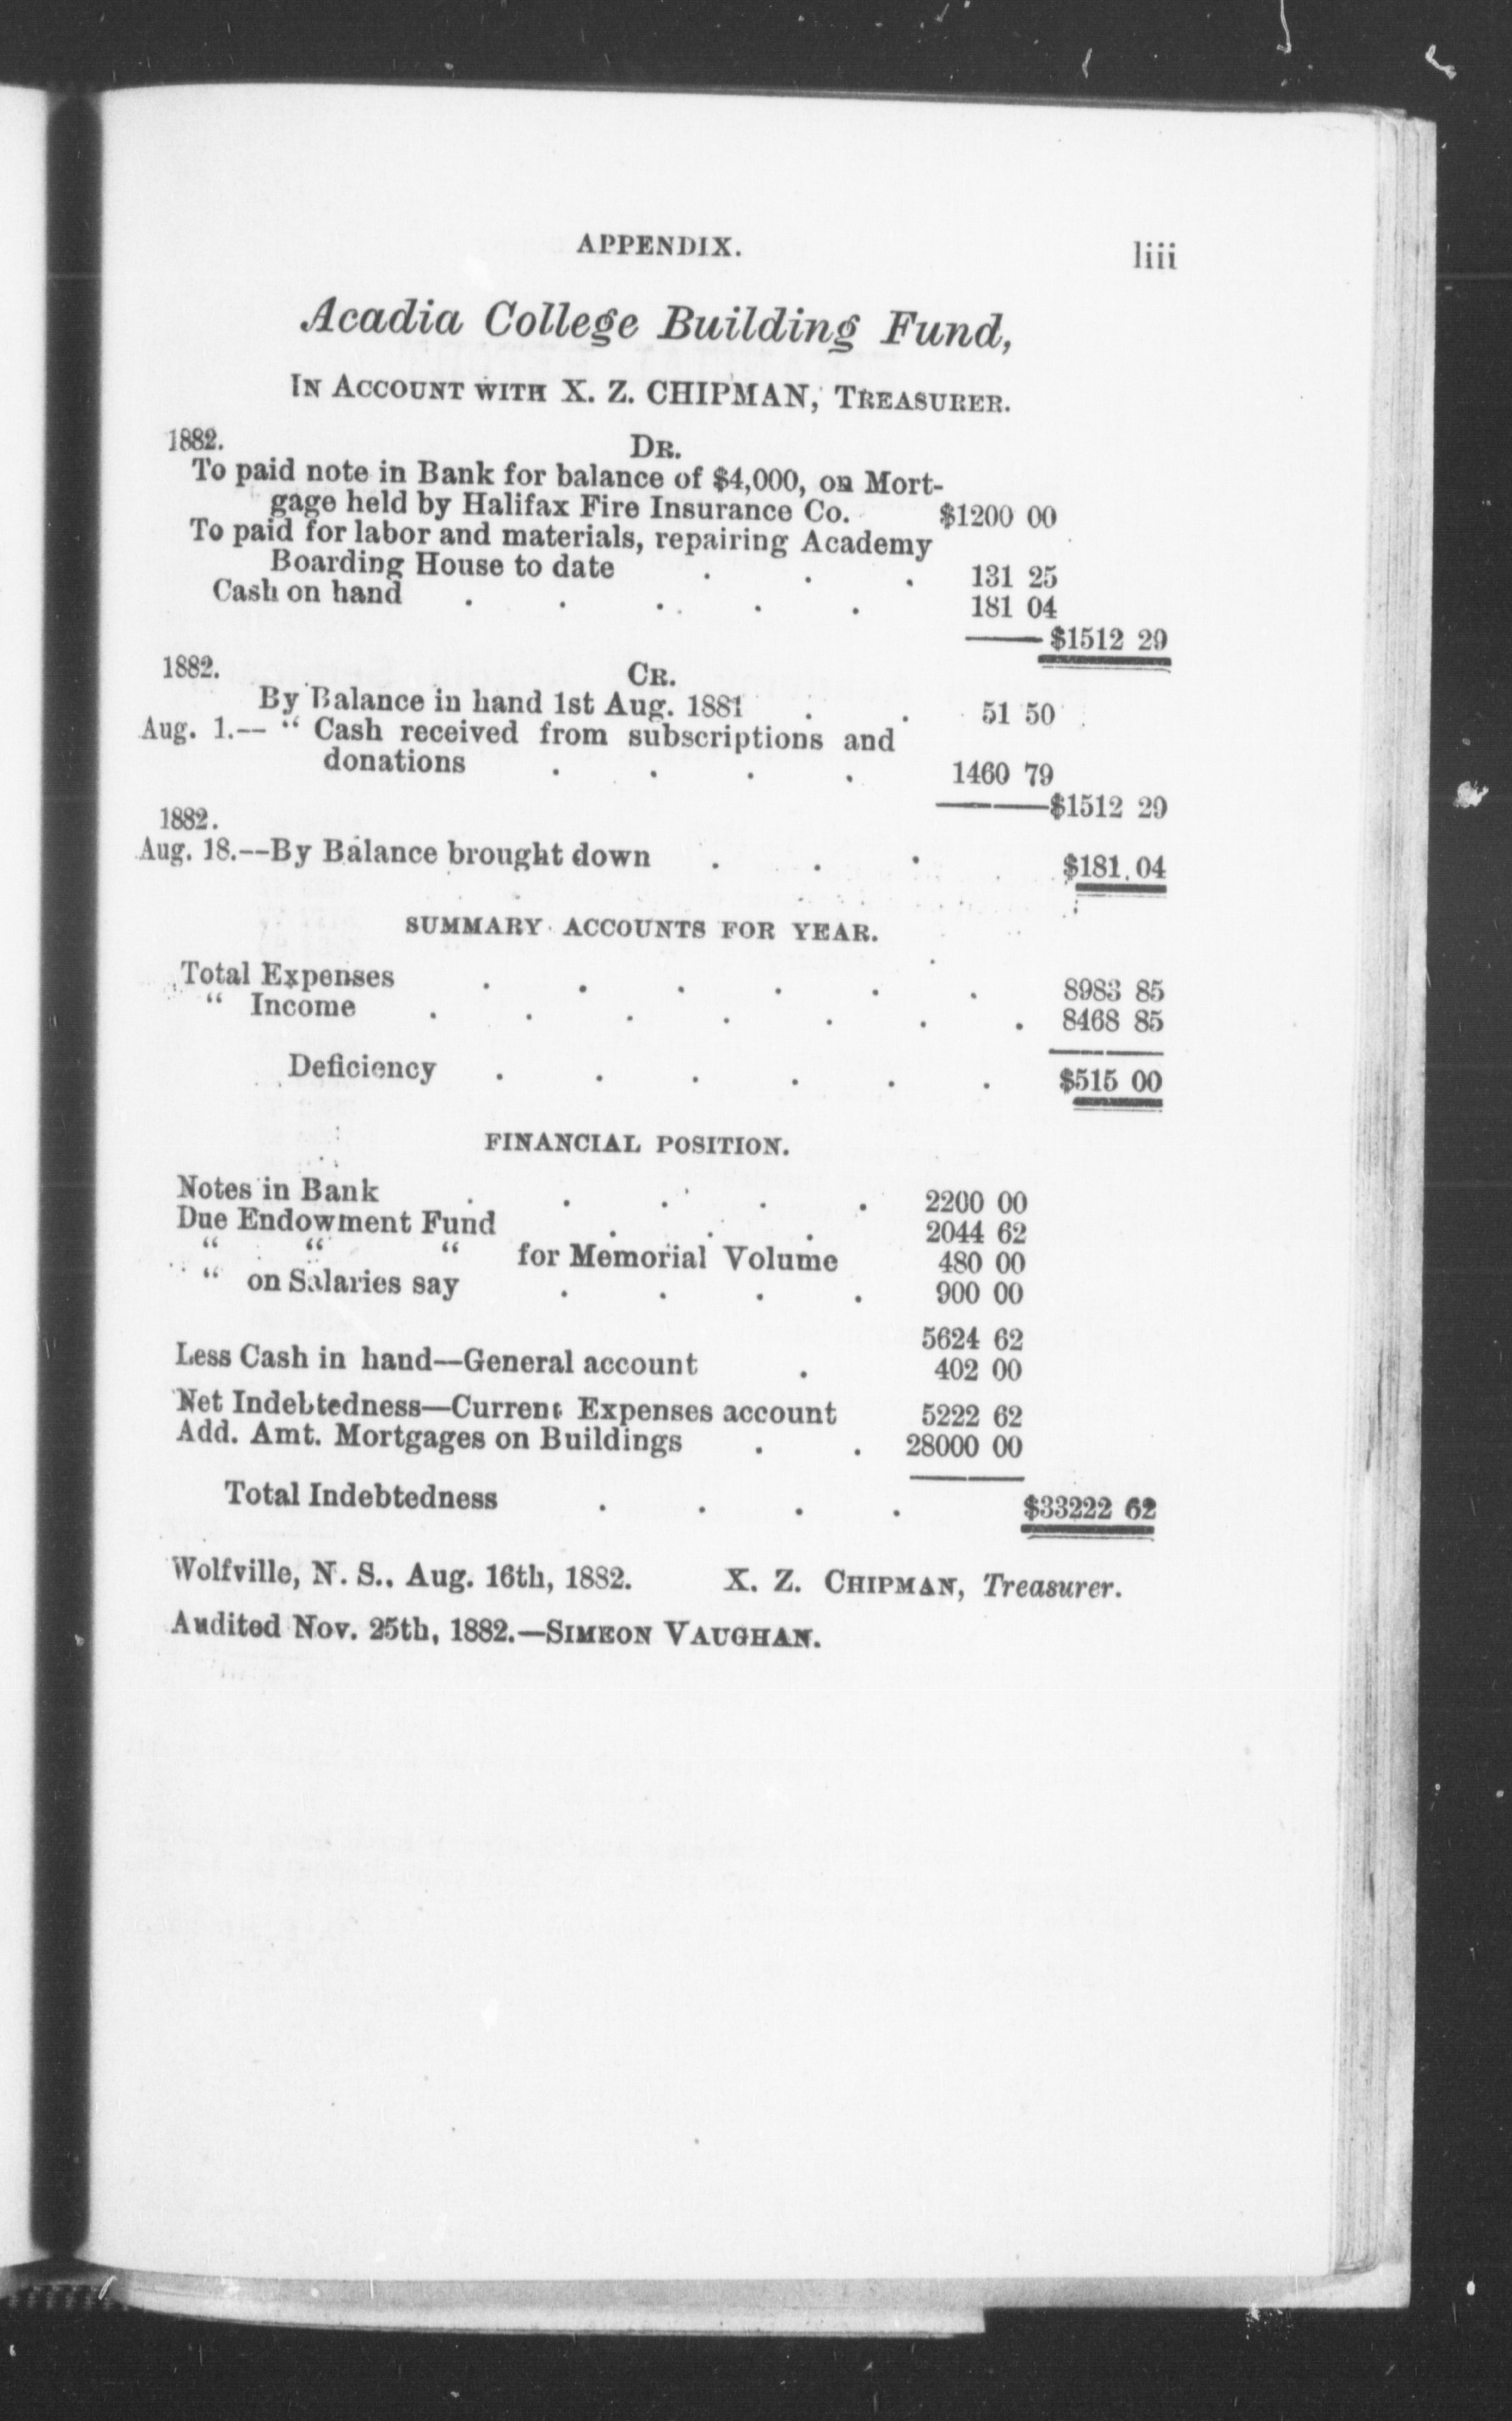 APPENDIX. liii
Acadia College Building Fund,
IN ACCOUNT WITH X. Z. CHIPMAN, TREASURER.
1882. DR.
To paid note in Bank for balance of $4,000, on Mort-
gage held by Halifax Fire Insurance Co. $1200 00
To paid for labor and materials, repairing Academy
Boarding House to date . . . 131 25
Cash on hand . . . . . 181 04
—— $1512 29
1882. CR.
By Balance in hand 1st Aug. 1881 . . 51 50
Aug. 1.— “ Cash received from subscriptions and
donations . . . . 1460 79
———$1512 29
1882.
Aug. 18.—By Balance brought down . . . $181.04
SUMMARY ACCOUNTS FOR YEAR.
Total Expenses . . . . . . 8983 85
“ Income . . . . . . . 8468 85
Deficiency . . . . . . $515 00
FINANCIAL POSITION.
Notes in Bank . . . . . 2200 00
Due Endowment Fund . . . 2044 62
“ “ “ for Memorial Volume 480 00
“ on Salaries say . . . . 900 00
5624 62
Less Cash in hand—General account . 402 00
Net Indebtedness—Current Expenses account 5222 62
Add. Amt. Mortgages on Buildings . . 28000 00
Total Indebtedness . . . . $33222 62
Wolfville, N. S., Aug. 16th, 1882. X. Z. CHIPMAN, Treasurer.
Audited Nov. 25th, 1882.—SIMEON VAUGHAN.